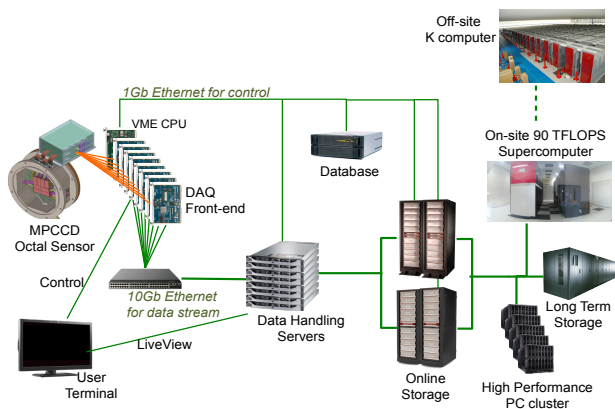 Off-site
K computer
1Gb Ethernet for control
VME CPU
On-site 90 TFLOPS
Supercomputer
Database
DAQ
Front-end
MPCCD
Octal Sensor
Control
10Gb Ethernet
for data stream
Data Handling
Servers
Long Term
Storage
LiveView
User
Terminal
Online
Storage
High Performance
PC cluster